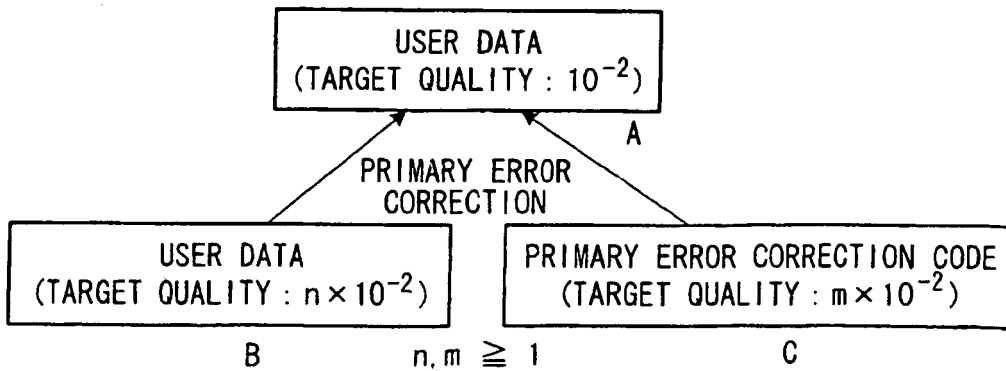 USER DATA
(TARGET QUALITY : 10⁻²)
A
PRIMARY ERROR
CORRECTION
USER DATA
(TARGET QUALITY : n×10⁻²)
PRIMARY ERROR CORRECTION CODE
(TARGET QUALITY : m×10⁻²)
B
n, m ≧ 1
C